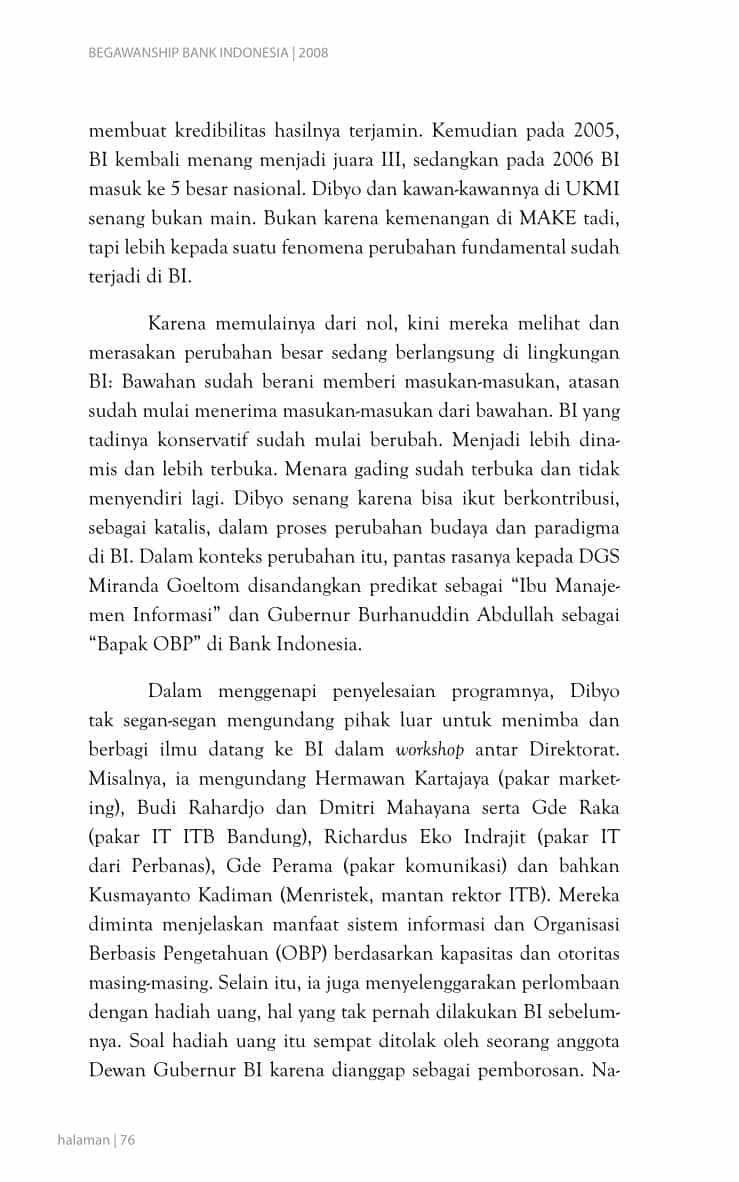 BEGAWANSHIP BANK INDONESIA | 2008
membuat kredibilitas hasilnya terjamin. Kemudian pada 2005,
BI kembali menang menjadi juara III, sedangkan pada 2006 BI
masuk ke 5 besar nasional. Dibyo dan kawan-kawannya di UKMI
senang bukan main. Bukan karena kemenangan di MAKE tadi,
tapi lebih kepada suatu fenomena perubahan fundamental sudah
terjadi di BI.
Karena memulainya dari nol, kini mereka melihat dan
merasakan perubahan besar sedang berlangsung di lingkungan
BI: Bawahan sudah berani memberi masukan-masukan, atasan
sudah mulai menerima masukan-masukan dari bawahan. BI yang
tadinya konservatif sudah mulai berubah. Menjadi lebih dina-
mis dan lebih terbuka. Menara gading sudah terbuka dan tidak
menyendiri lagi. Dibyo senang karena bisa ikut berkontribusi,
sebagai katalis, dalam proses perubahan budaya dan paradigma
di BI. Dalam konteks perubahan itu, pantas rasanya kepada DGS
Miranda Goeltom disandangkan predikat sebagai “Ibu Manaje-
men Informasi” dan Gubernur Burhanuddin Abdullah sebagai
“Bapak OBP” di Bank Indonesia.
Dalam menggenapi penyelesaian programnya, Dibyo
tak segan-segan mengundang pihak luar untuk menimba dan
berbagi ilmu datang ke BI dalam workshop antar Direktorat.
Misalnya, ia mengundang Hermawan Kartajaya (pakar market-
ing), Budi Rahardjo dan Dmitri Mahayana serta Gde Raka
(pakar IT ITB Bandung), Richardus Eko Indrajit (pakar IT
dari Perbanas), Gde Perama (pakar komunikasi) dan bahkan
Kusmayanto Kadiman (Menristek, mantan rektor ITB). Mereka
diminta menjelaskan manfaat sistem informasi dan Organisasi
Berbasis Pengetahuan (OBP) berdasarkan kapasitas dan otoritas
masing-masing. Selain itu, ia juga menyelenggarakan perlombaan
dengan hadiah uang, hal yang tak pernah dilakukan BI sebelum-
nya. Soal hadiah uang itu sempat ditolak oleh seorang anggota
Dewan Gubernur BI karena dianggap sebagai pemborosan. Na-
halaman | 76